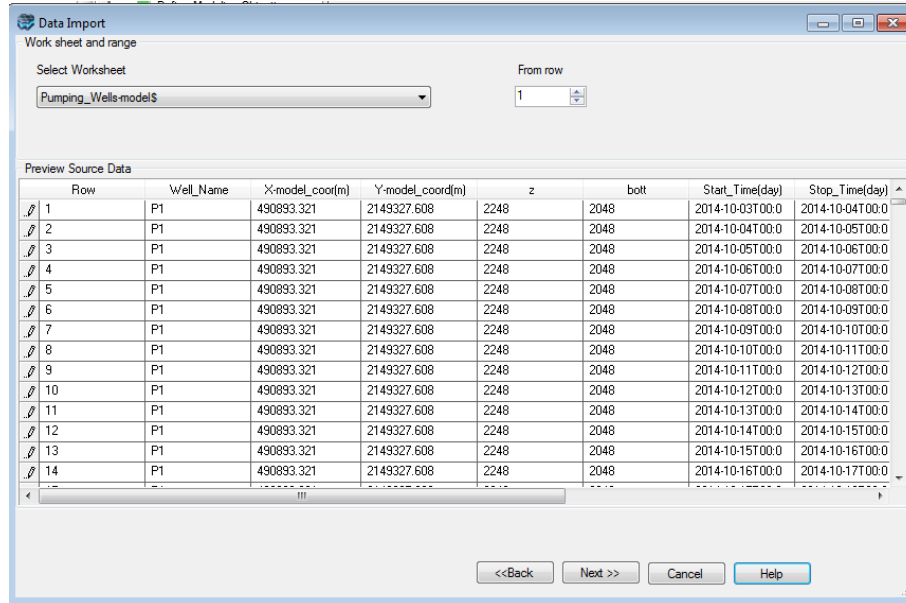 Data Import
Work sheet and range
Select Worksheet From row
Pumping_Wells-model$ 1
Preview Source Data
Row Well_Name X-model_coor(m) Y-model_coord(m) z bott Start_Time(day) Stop_Time(day)
1 P1 490893.321 2149327.608 2248 2048 2014-10-03T00:0 2014-10-04T00:0
2 P1 490893.321 2149327.608 2248 2048 2014-10-04T00:0 2014-10-05T00:0
3 P1 490893.321 2149327.608 2248 2048 2014-10-05T00:0 2014-10-06T00:0
4 P1 490893.321 2149327.608 2248 2048 2014-10-06T00:0 2014-10-07T00:0
5 P1 490893.321 2149327.608 2248 2048 2014-10-07T00:0 2014-10-08T00:0
6 P1 490893.321 2149327.608 2248 2048 2014-10-08T00:0 2014-10-09T00:0
7 P1 490893.321 2149327.608 2248 2048 2014-10-09T00:0 2014-10-10T00:0
8 P1 490893.321 2149327.608 2248 2048 2014-10-10T00:0 2014-10-11T00:0
9 P1 490893.321 2149327.608 2248 2048 2014-10-11T00:0 2014-10-12T00:0
10 P1 490893.321 2149327.608 2248 2048 2014-10-12T00:0 2014-10-13T00:0
11 P1 490893.321 2149327.608 2248 2048 2014-10-13T00:0 2014-10-14T00:0
12 P1 490893.321 2149327.608 2248 2048 2014-10-14T00:0 2014-10-15T00:0
13 P1 490893.321 2149327.608 2248 2048 2014-10-15T00:0 2014-10-16T00:0
14 P1 490893.321 2149327.608 2248 2048 2014-10-16T00:0 2014-10-17T00:0
<<Back Next >> Cancel Help